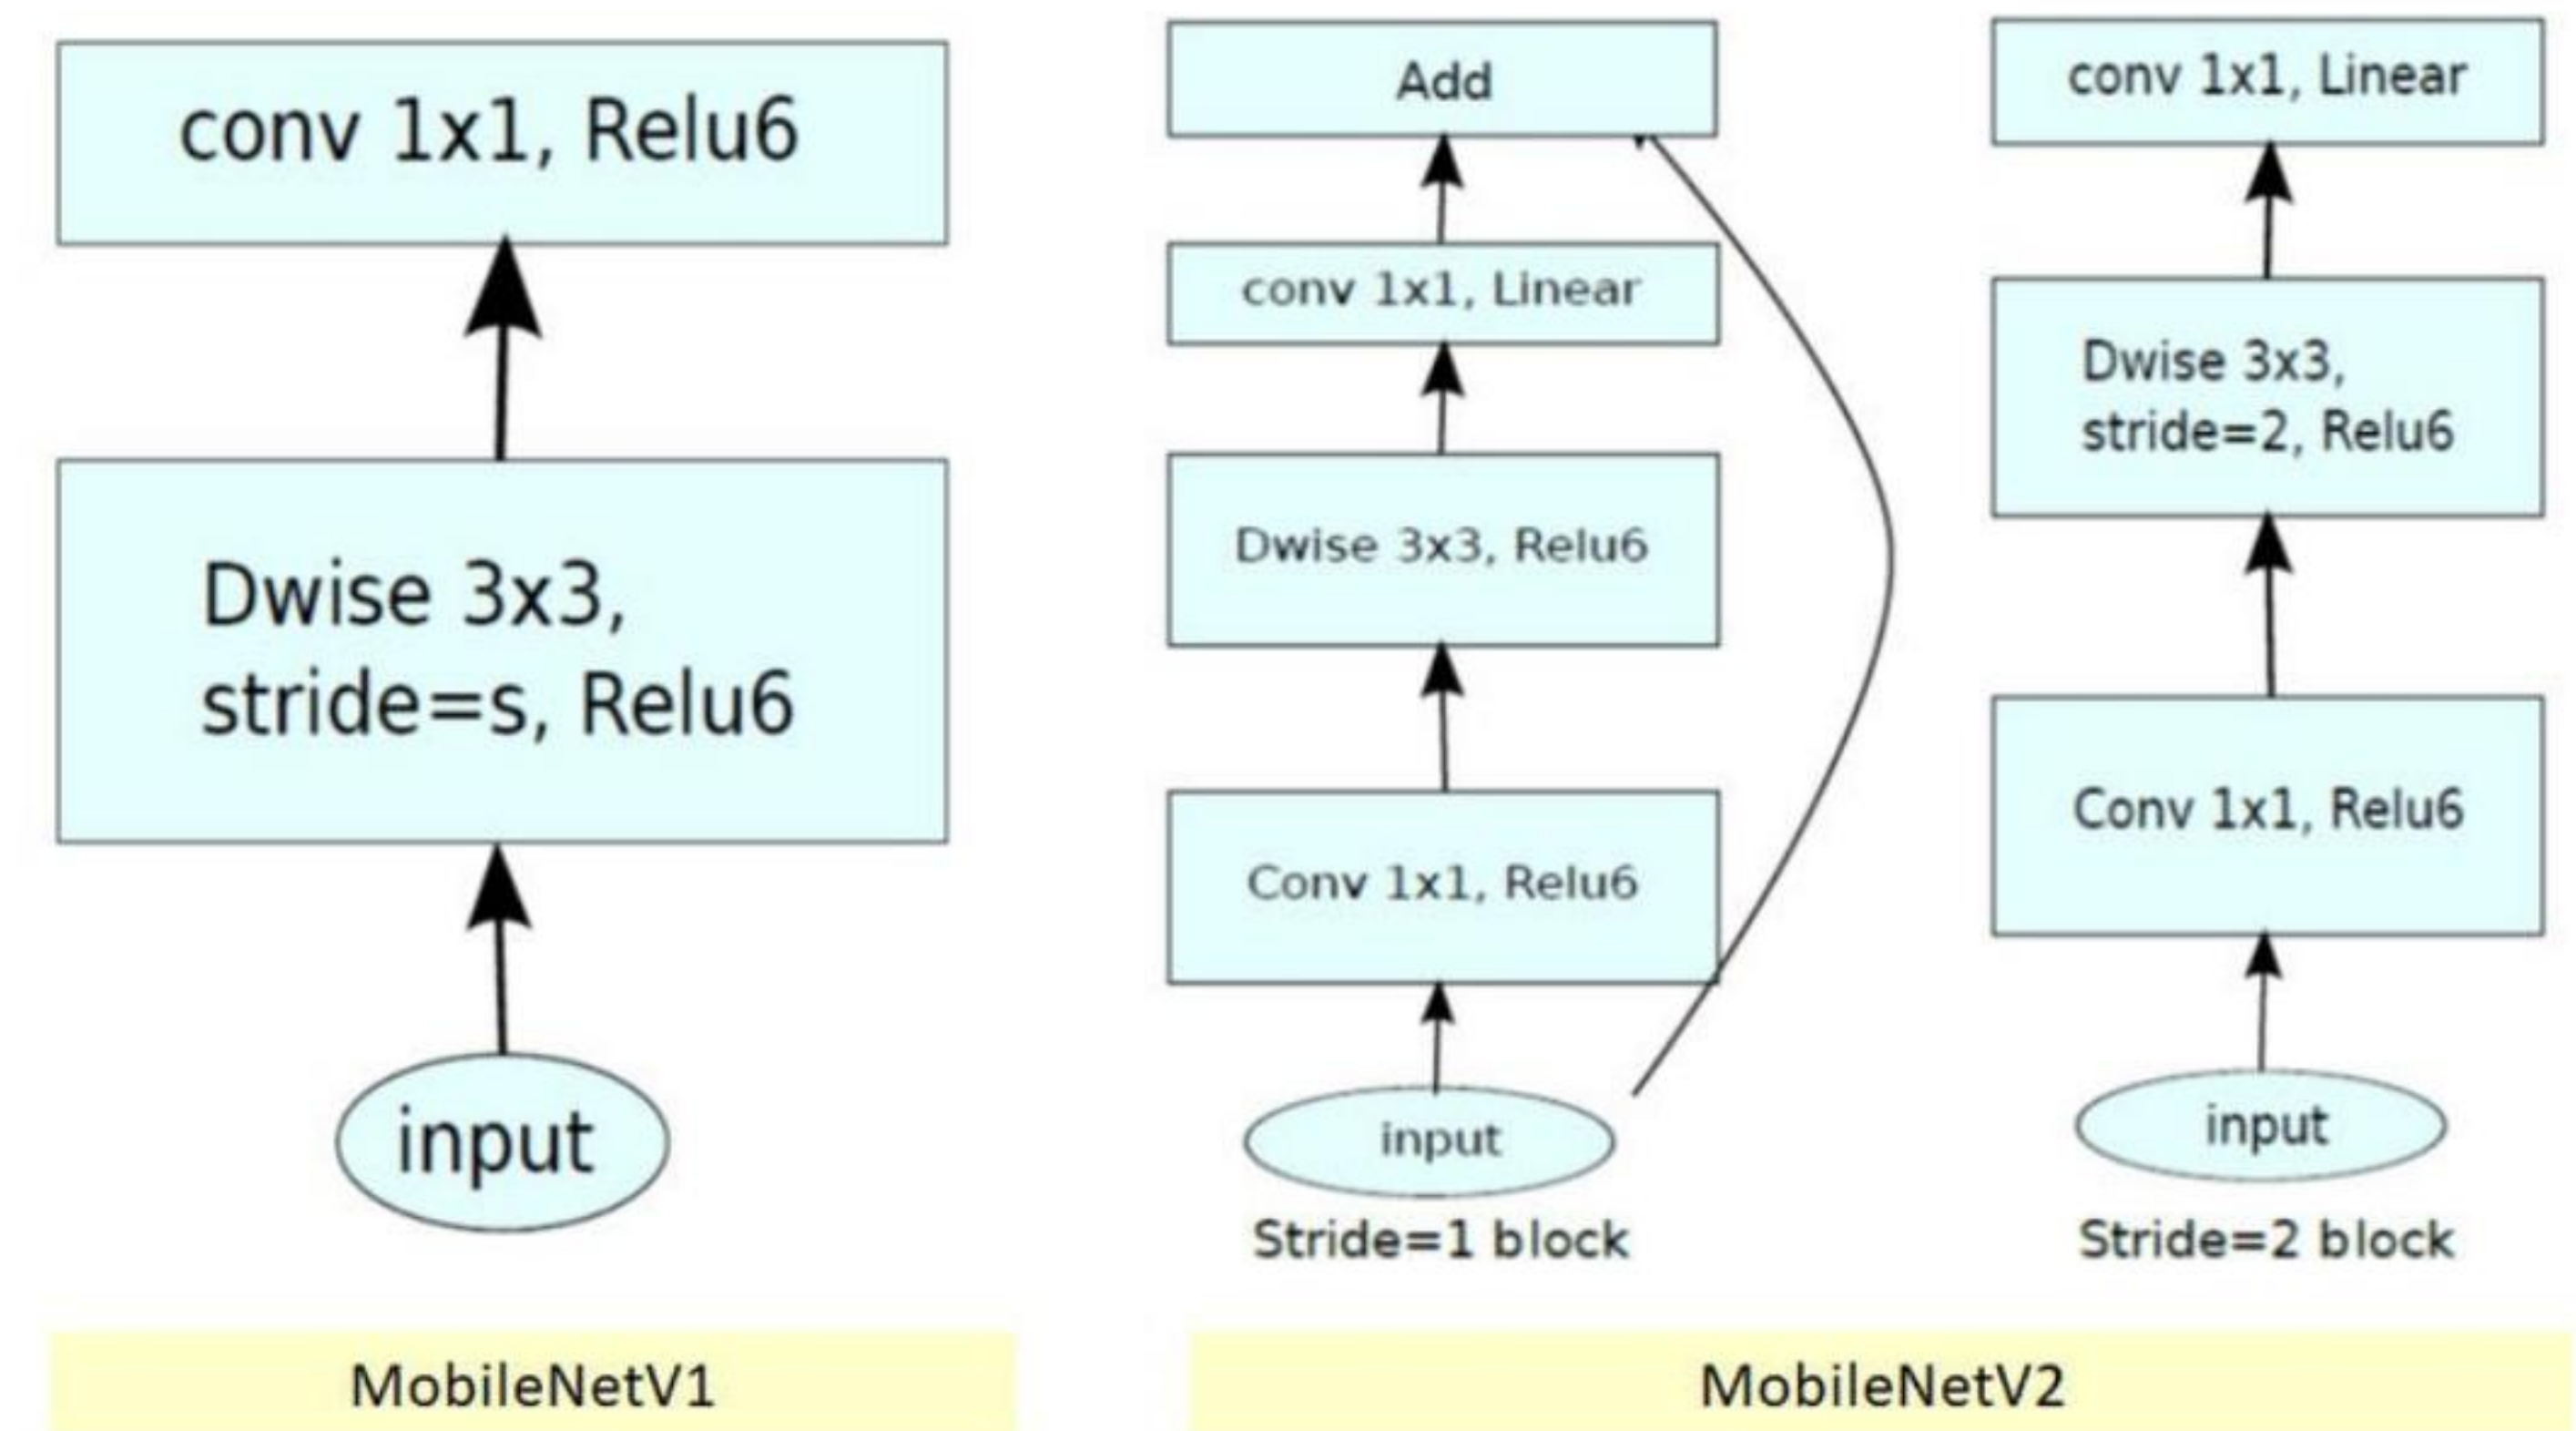 conv 1x1, Relu6
Dwise 3x3,
stride=s, Relu6
input
MobileNetV1
Add
conv 1x1, Linear
Dwise 3x3, Relu6
Conv 1x1, Relu6
input
Stride=1 block
conv 1x1, Linear
Dwise 3x3,
stride=2, Relu6
Conv 1x1, Relu6
input
Stride=2 block
MobileNetV2